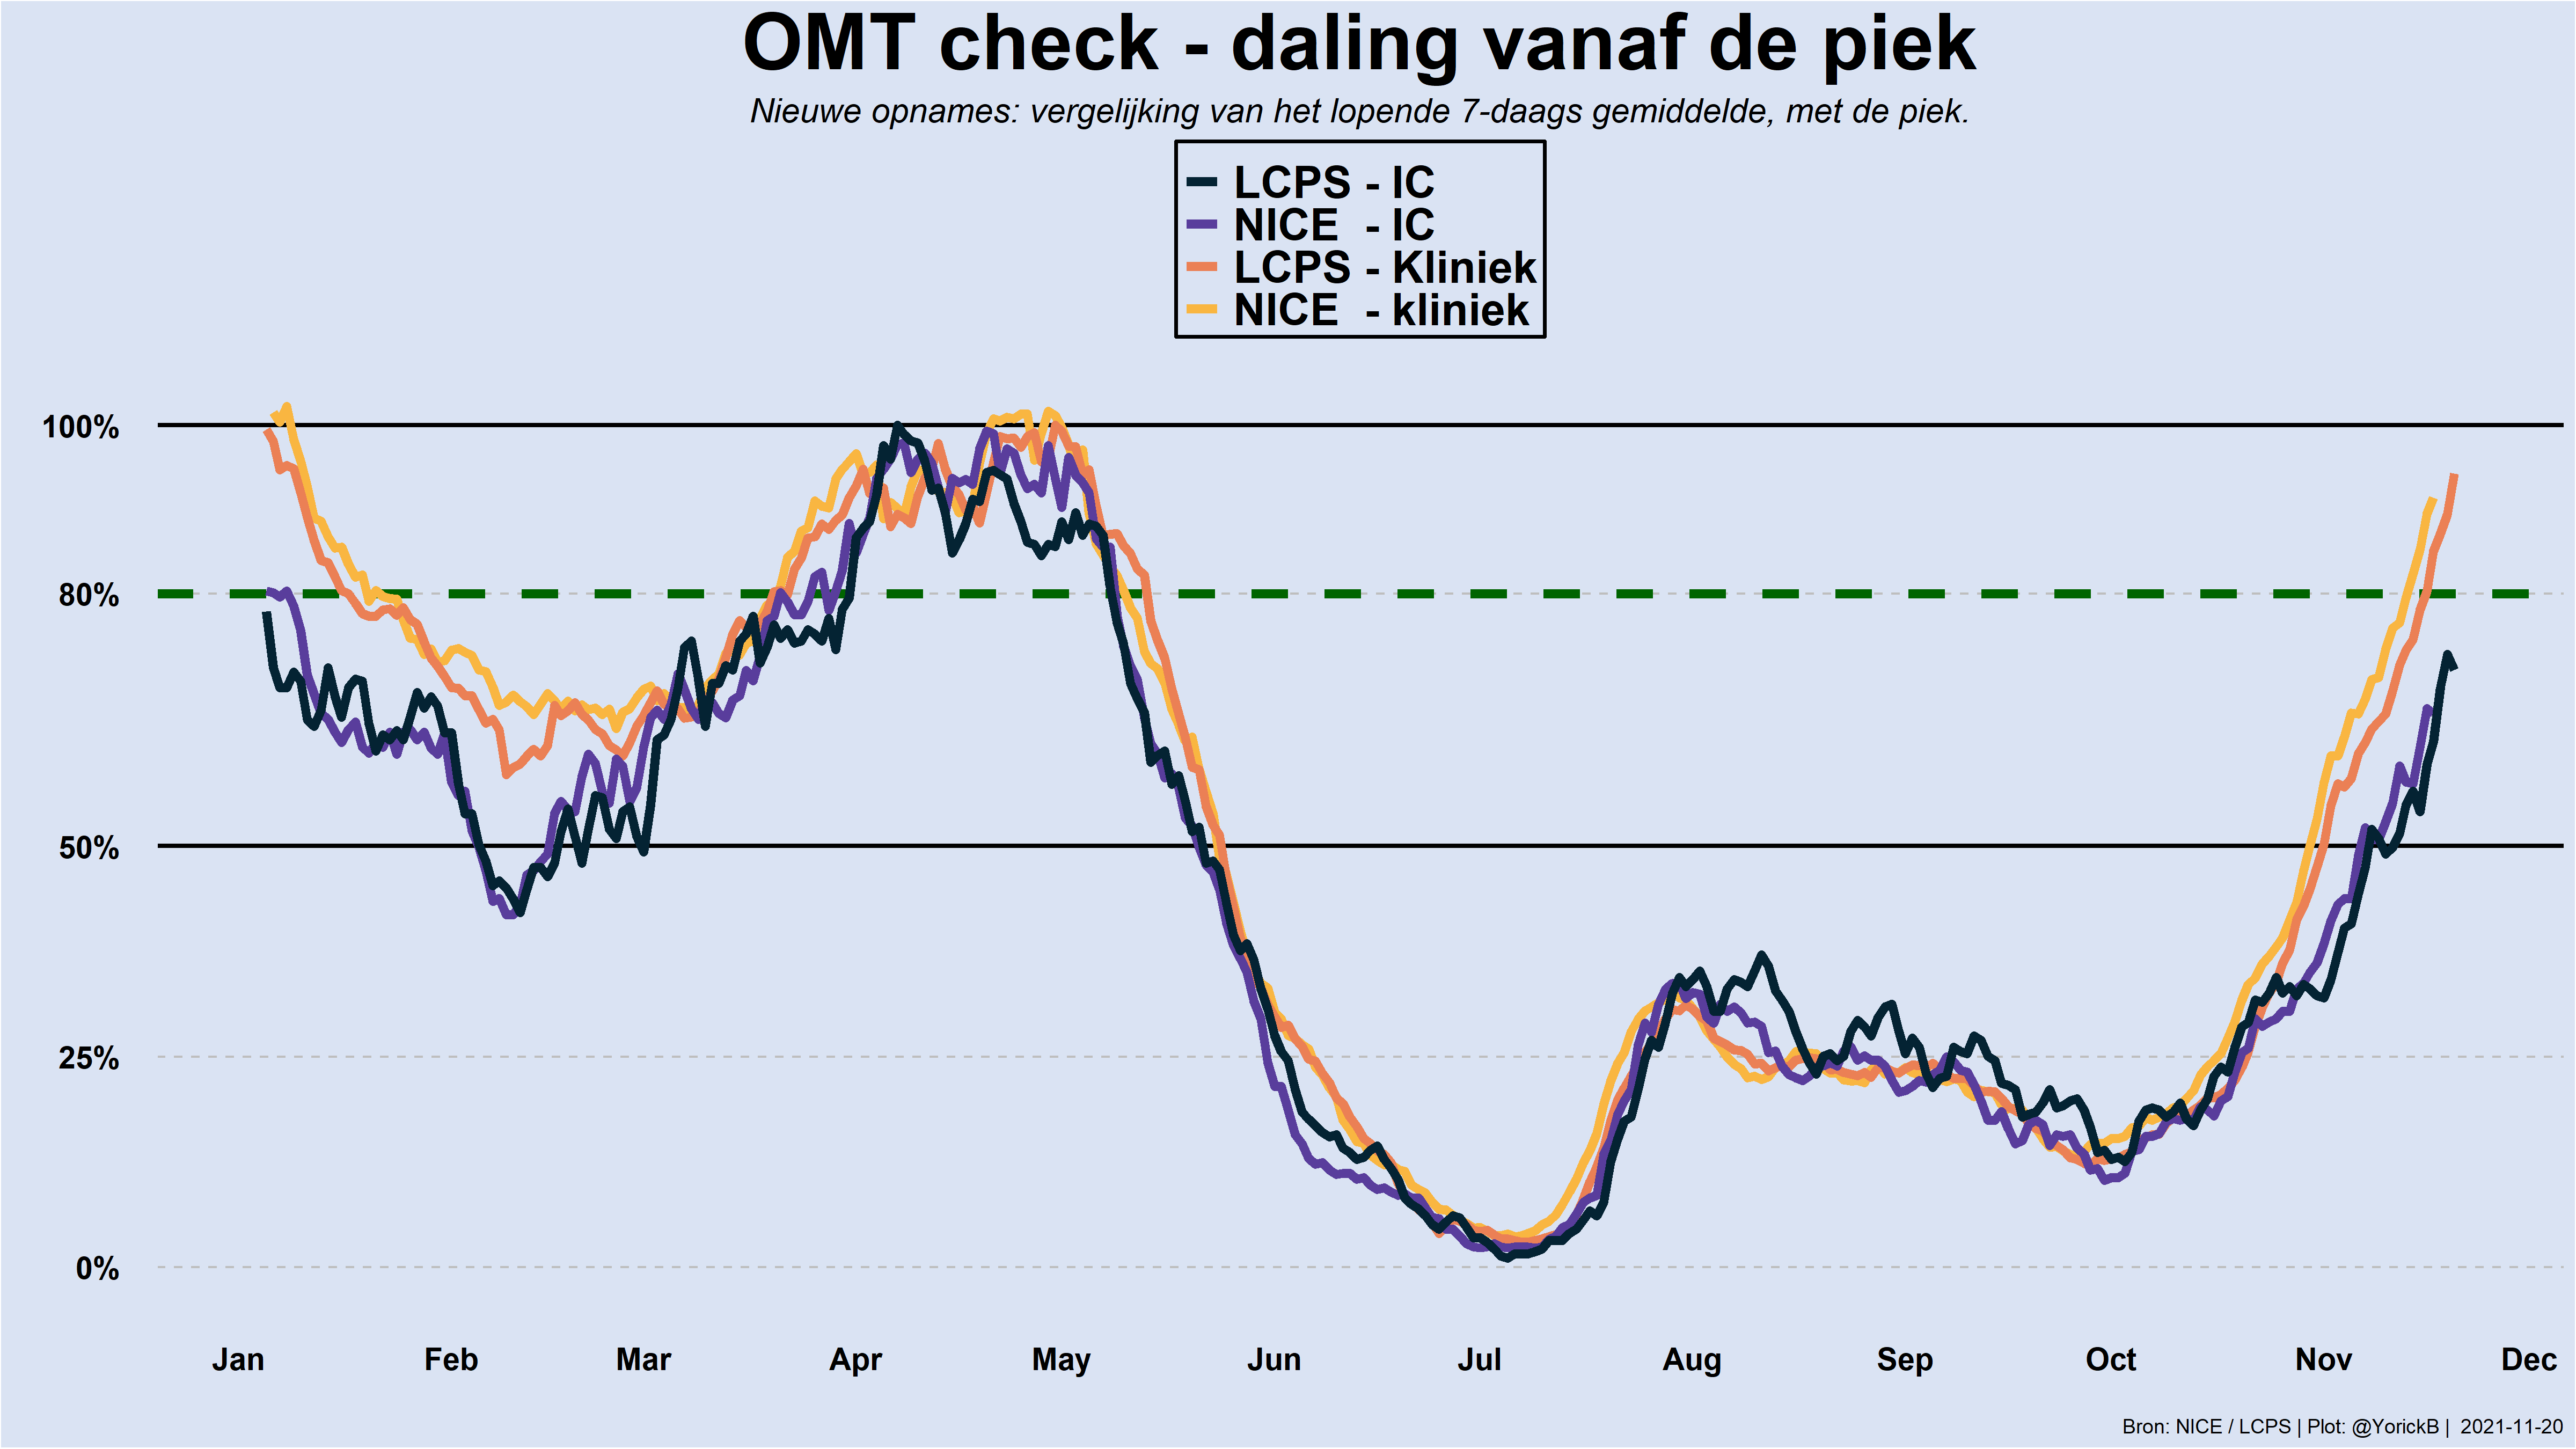 OMT check - daling vanaf de piek
Nieuwe opnames: vergelijking van het lopende 7-daags gemiddelde, met de piek.
LCPS - IC
NICE - IC
LCPS - Kliniek
NICE - kliniek
100%
80%
50%
25%
0%
Jan Feb Mar Apr May Jun Jul Aug Sep Oct Nov Dec
Bron: NICE / LCPS | Plot: @YorickB | 2021-11-20